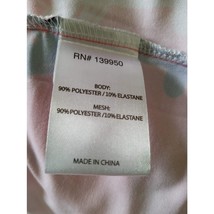 RN# 139950
BODY:
90% POLYESTER / 10% ELASTANE
MESH:
90% POLYESTER / 10% ELASTANE
MADE IN CHINA